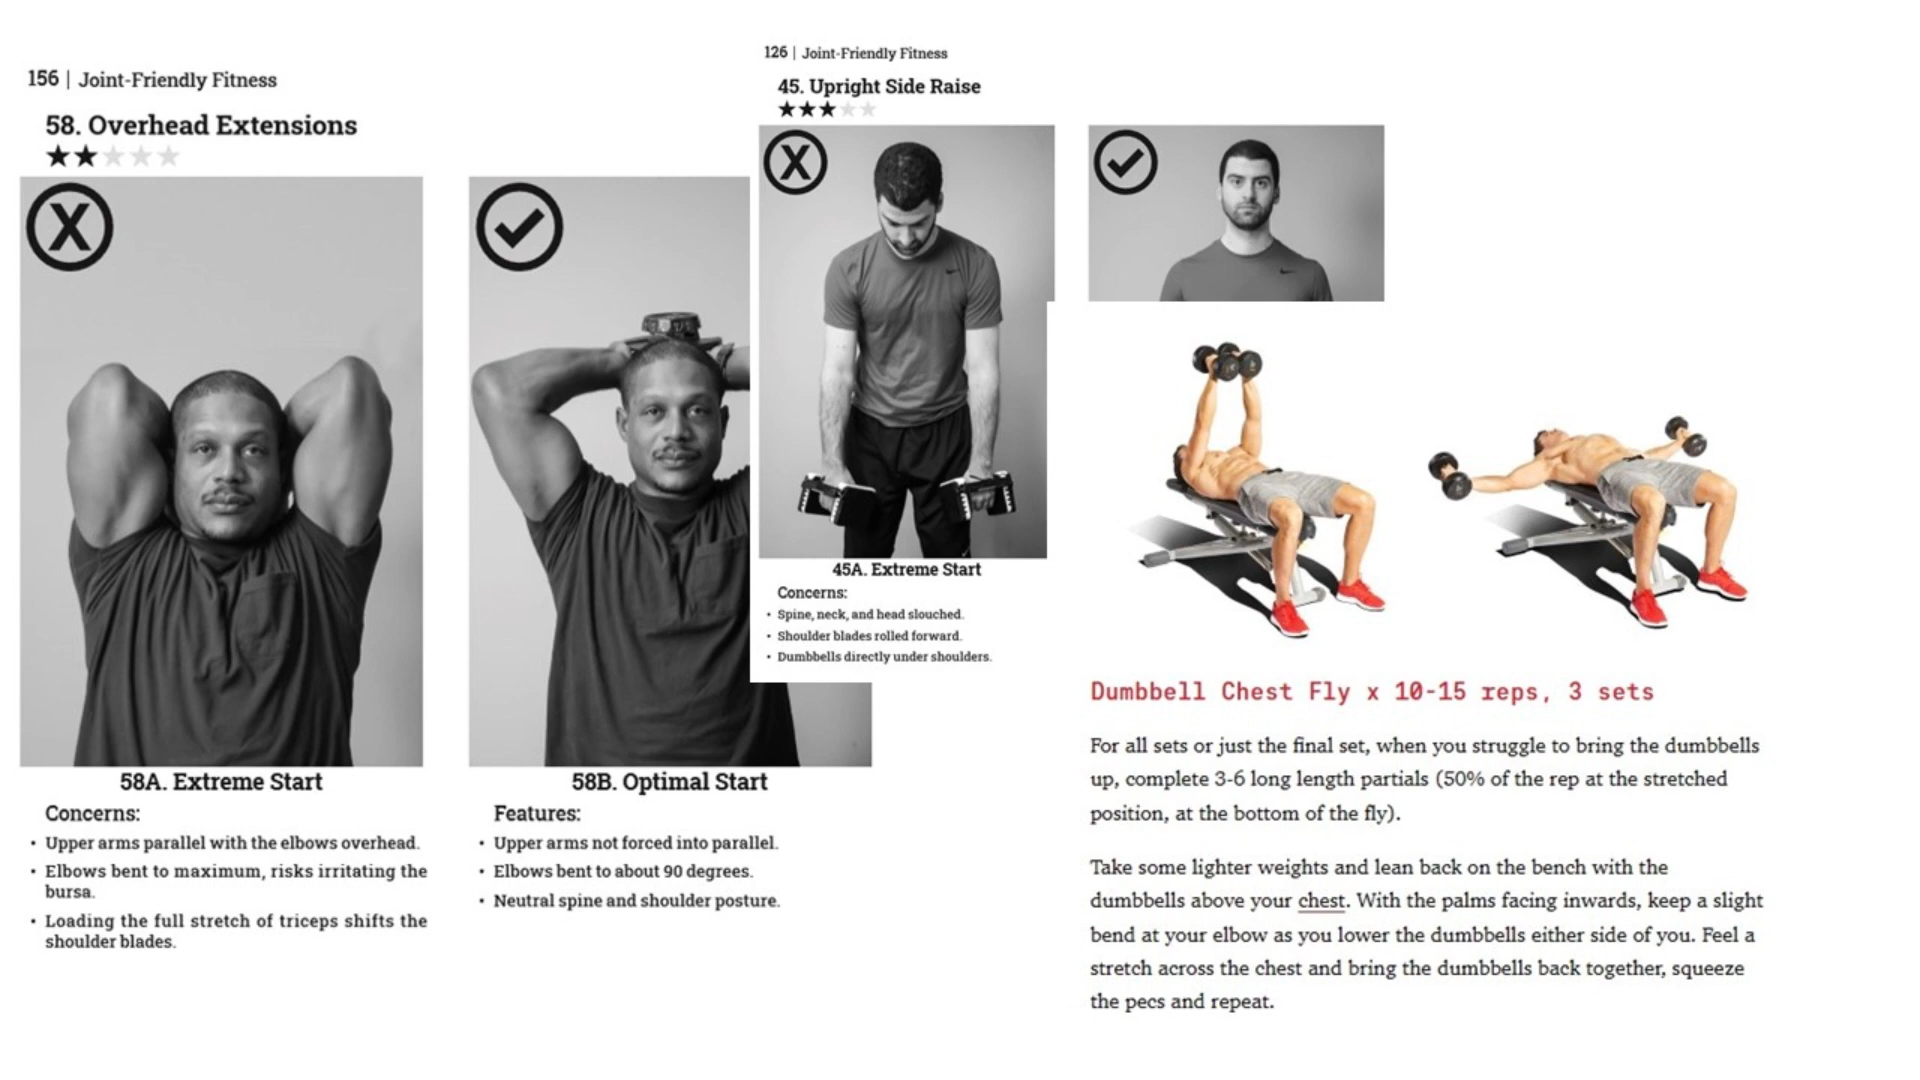 156 | Joint-Friendly Fitness
58. Overhead Extensions
X
58A. Extreme Start
Concerns:
• Upper arms parallel with the elbows overhead.
• Elbows bent to maximum, risks irritating the
bursa.
• Loading the full stretch of triceps shifts the
shoulder blades.
58B. Optimal Start
Features:
• Upper arms not forced into parallel.
• Elbows bent to about 90 degrees.
• Neutral spine and shoulder posture.
126 | Joint-Friendly Fitness
45. Upright Side Raise
X
45A. Extreme Start
Concerns:
• Spine, neck, and head slouched.
• Shoulder blades rolled forward.
• Dumbbells directly under shoulders.
Dumbbell Chest Fly x 10-15 reps, 3 sets
For all sets or just the final set, when you struggle to bring the dumbbells
up, complete 3-6 long length partials (50% of the rep at the stretched
position, at the bottom of the fly).
Take some lighter weights and lean back on the bench with the
dumbbells above your chest. With the palms facing inwards, keep a slight
bend at your elbow as you lower the dumbbells either side of you. Feel a
stretch across the chest and bring the dumbbells back together, squeeze
the pecs and repeat.